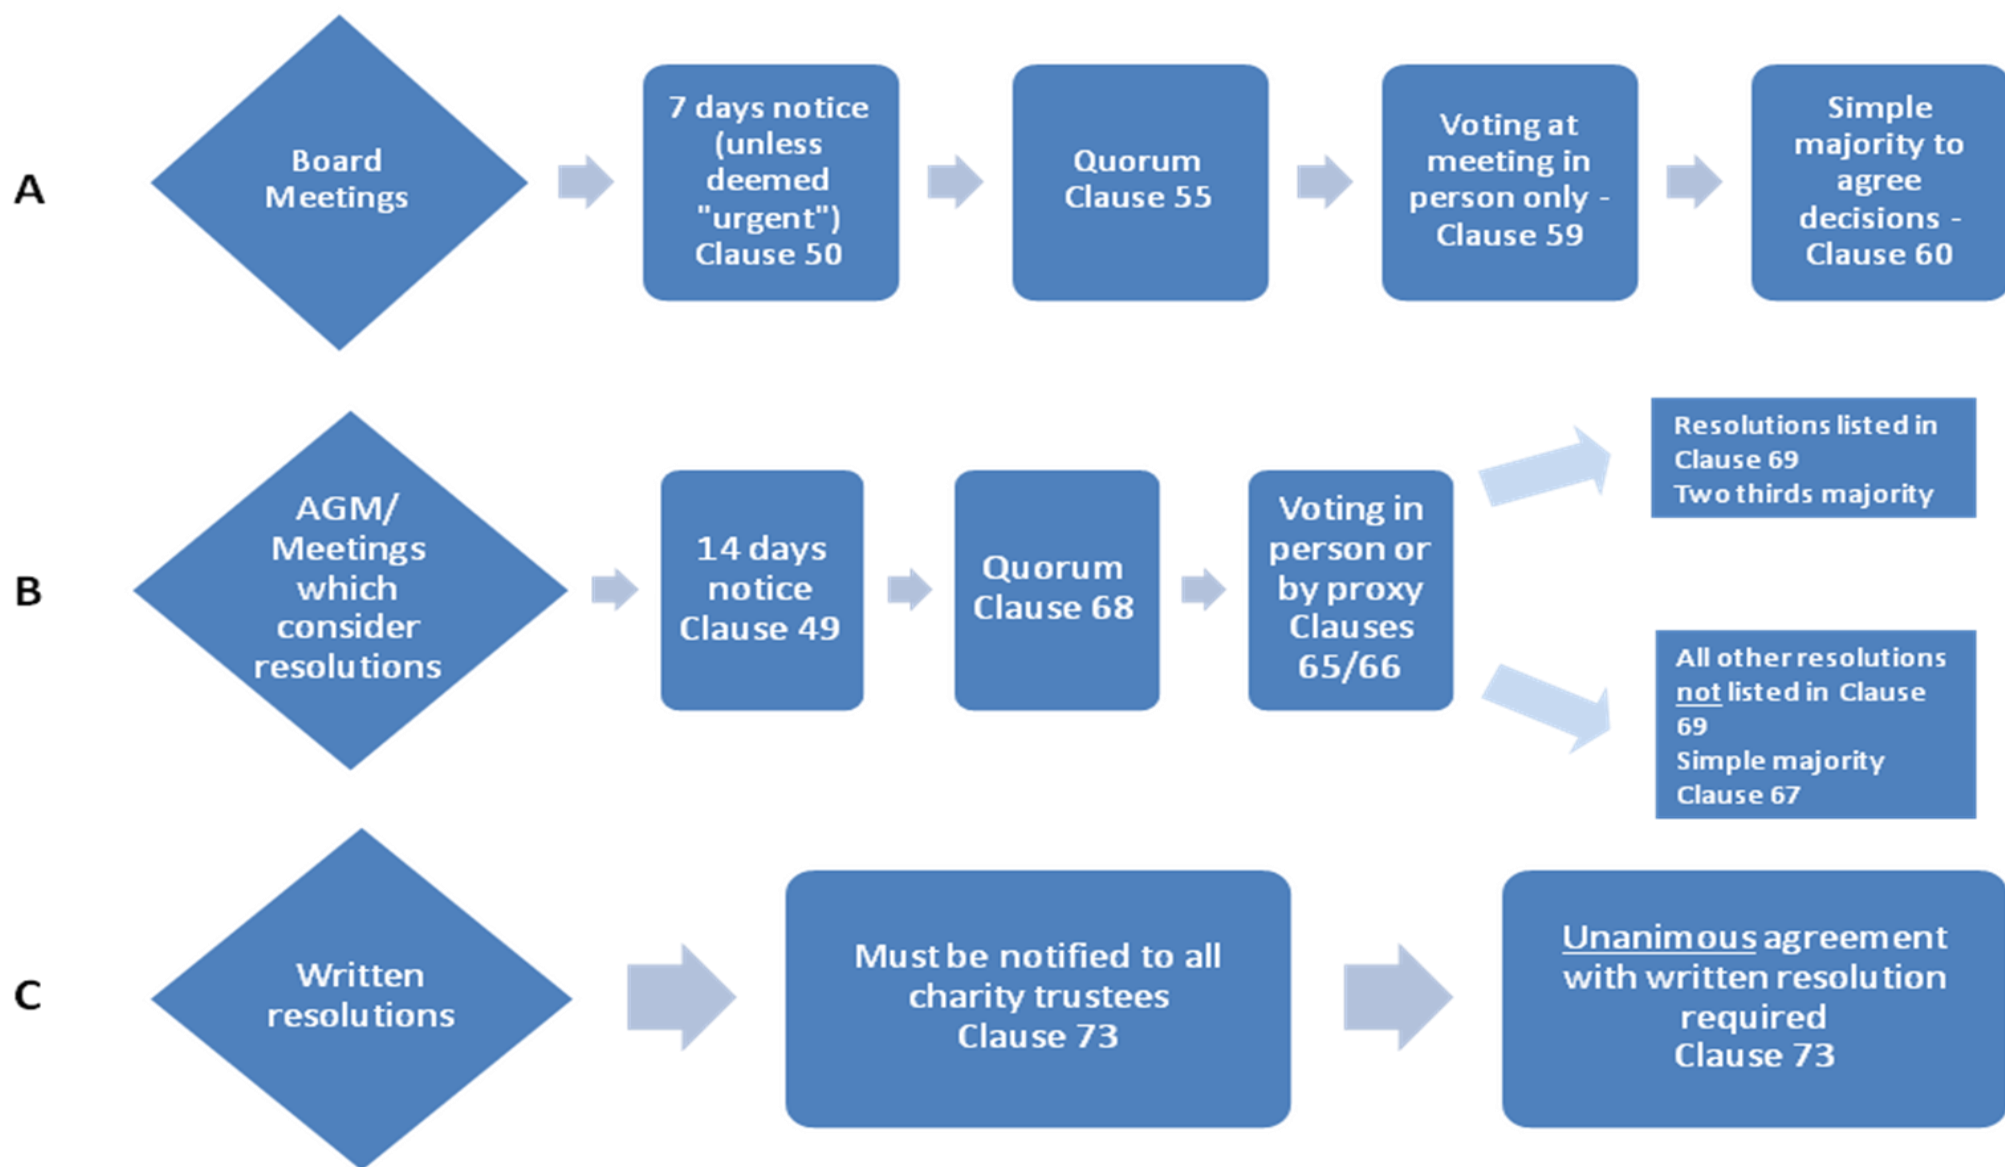 A
Board
Meetings
7 days notice
(unless
deemed
"urgent")
Clause 50
Quorum
Clause 55
Voting at
meeting in
person only -
Clause 59
Simple
majority to
agree
decisions -
Clause 60
B
AGM/
Meetings
which
consider
resolutions
14 days
notice
Clause 49
Quorum
Clause 68
Voting in
person or
by proxy
Clauses
65/66
Resolutions listed in
Clause 69
Two thirds majority
All other resolutions
not listed in Clause
69
Simple majority
Clause 67
C
Written
resolutions
Must be notified to all
charity trustees
Clause 73
Unanimous agreement
with written resolution
required
Clause 73